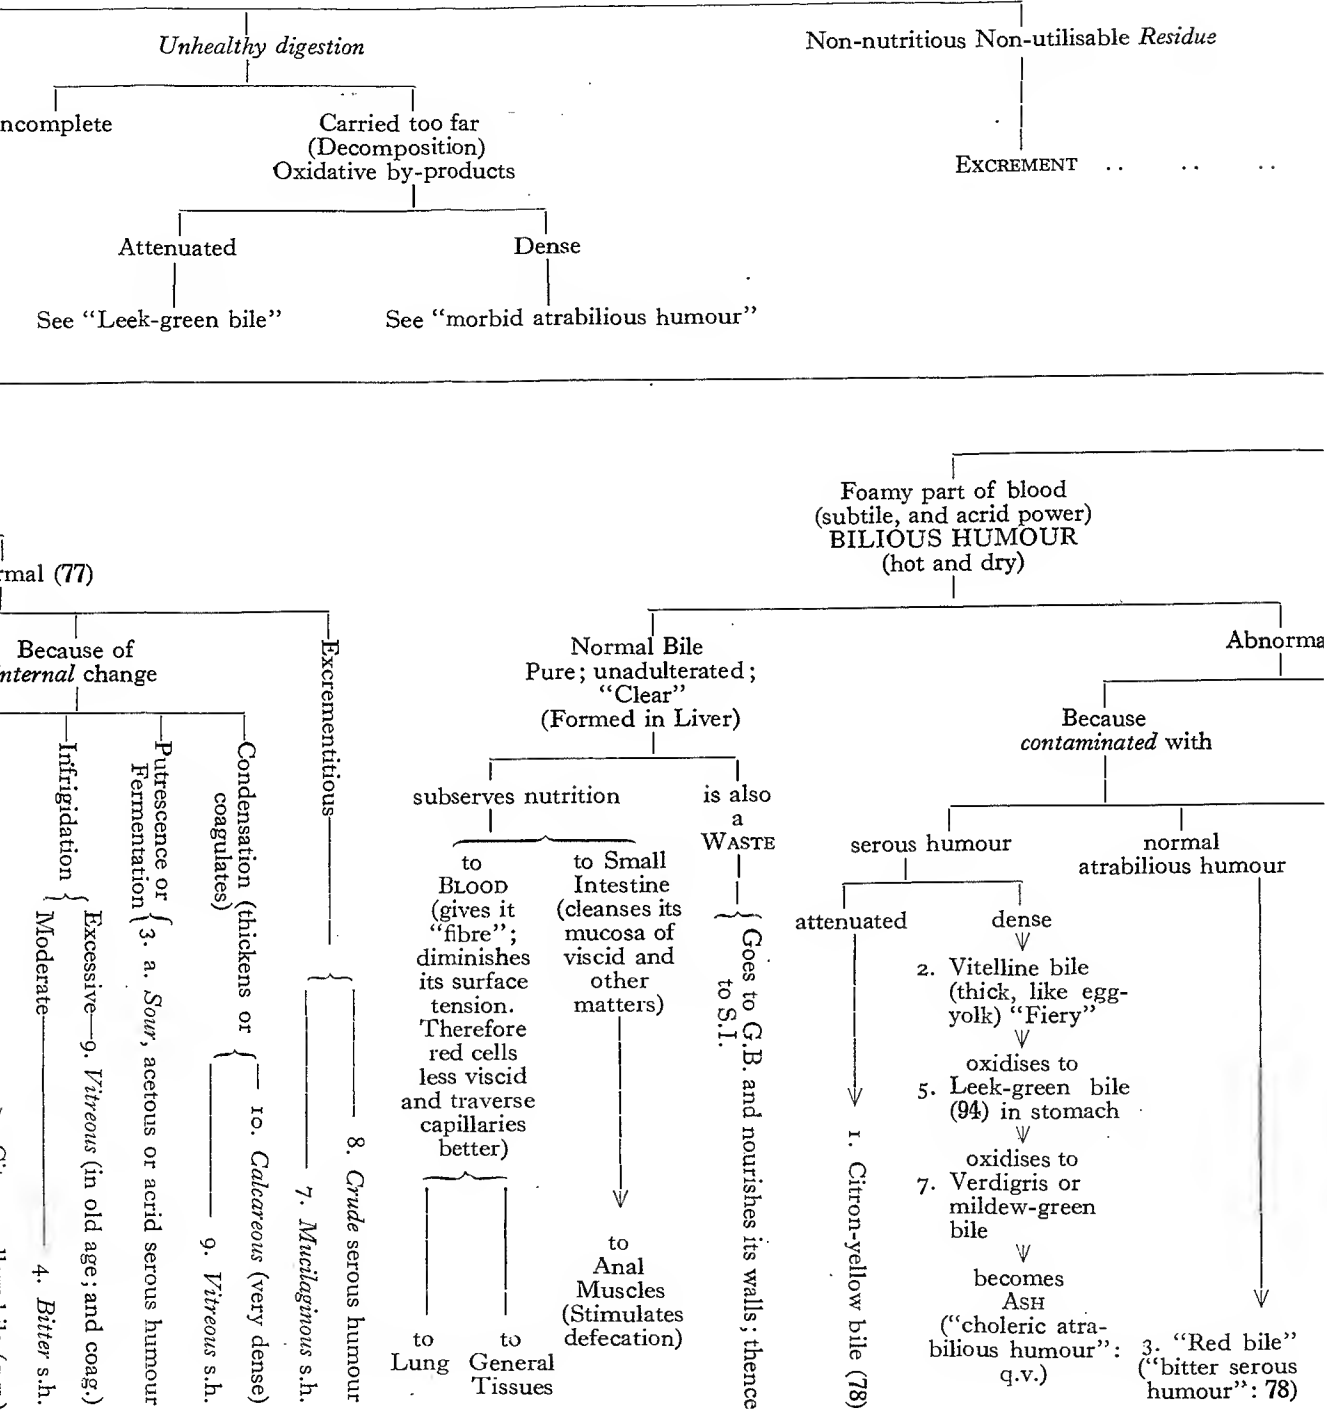 Unhealthy digestion
Non-nutritious Non-utilisable Residue
ncomplete
Carried too far
(Decomposition)
Oxidative by-products
EXCREMENT .. .. ..
Attenuated
Dense
See “Leek-green bile”
See “morbid atrabilious humour”
Foamy part of blood
(subtile, and acrid power)
BILIOUS HUMOUR
(hot and dry)
rmal (77)
Because of
nternal change
Excrementitious
Infrigidation
Putrescence or
Fermentation
Condensation (thickens or
coagulates)
Moderate
4. Bitter s.h.
Excessive—9. Vitreous (in old age; and coag.)
3. a. Sour, acetous or acrid serous humour
9. Vitreous s.h.
10. Calcareous (very dense)
7. Mucilaginous s.h.
8. Crude serous humour
Normal Bile
Pure; unadulterated;
“Clear”
(Formed in Liver)
subserves nutrition
is also
a
WASTE
to
BLOOD
(gives it
“fibre”;
diminishes
its surface
tension.
Therefore
red cells
less viscid
and traverse
capillaries
better)
to
Lung
to
General
Tissues
to Small
Intestine
(cleanses its
mucosa of
viscid and
other
matters)
to
Anal
Muscles
(Stimulates
defecation)
Goes to G.B. and nourishes its walls; thence
to S.I.
Abnorma
Because
contaminated with
serous humour
normal
atrabilious humour
attenuated
dense
1. Citron-yellow bile (78)
2. Vitelline bile
(thick, like egg-
yolk) “Fiery”
oxidises to
5. Leek-green bile
(94) in stomach
oxidises to
7. Verdigris or
mildew-green
bile
becomes
ASH
(“choleric atra-
bilious humour”:
q.v.)
3. “Red bile”
(“bitter serous
humour”: 78)